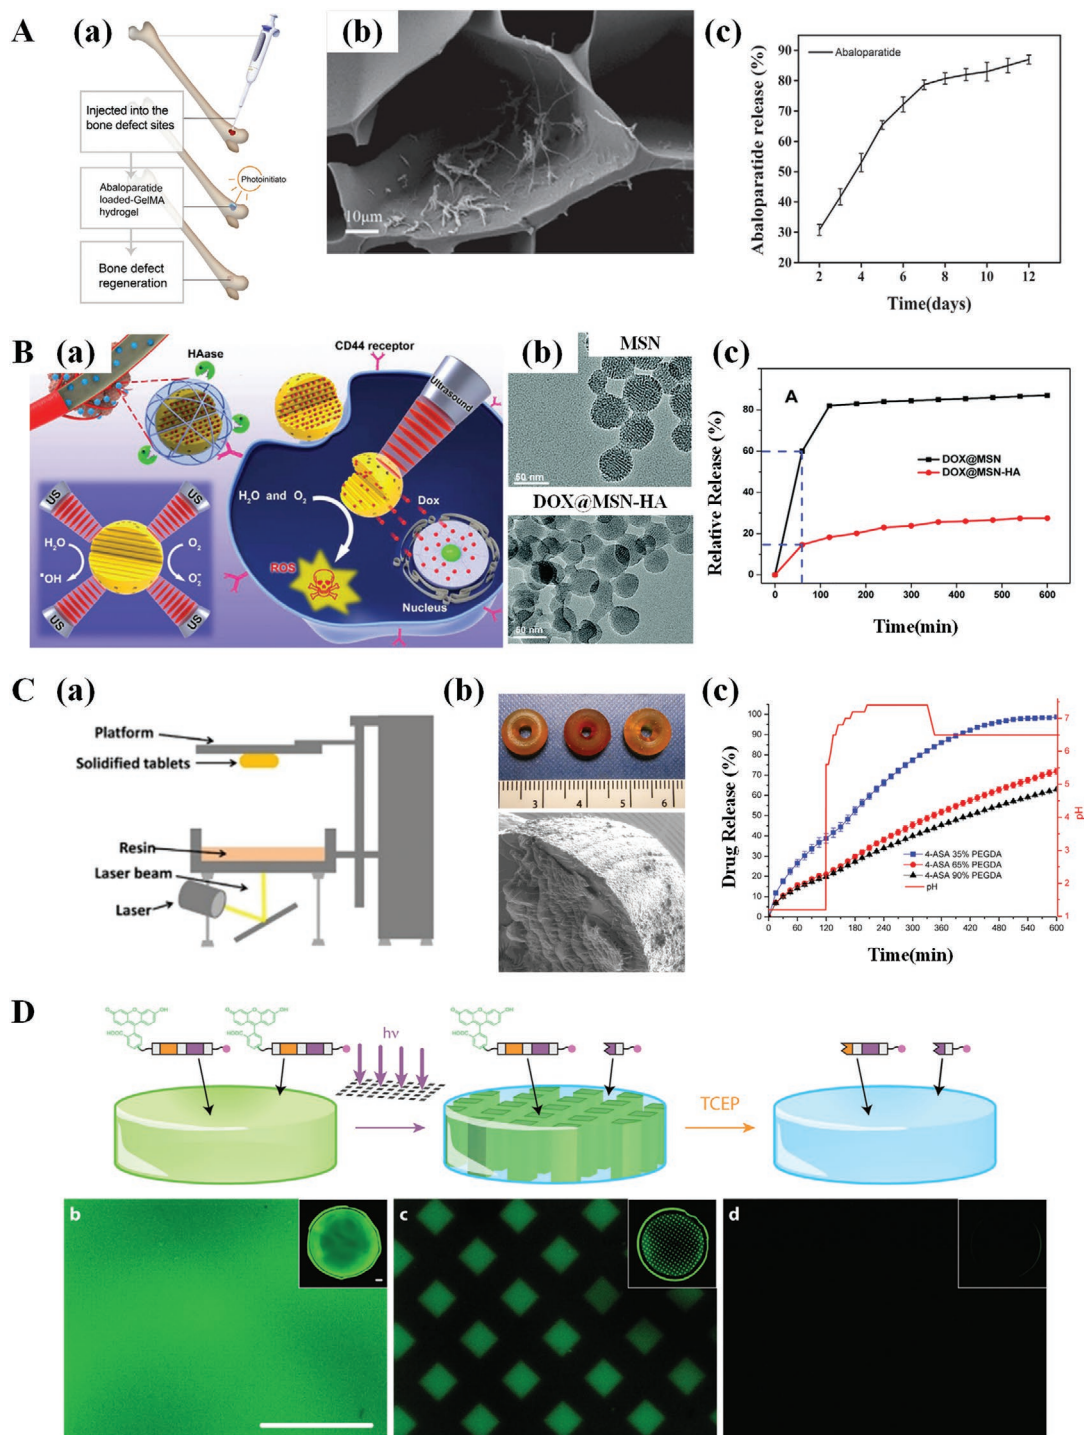 A
(a)
Injected into the
bone defect sites
Abaloparatide
loaded-GelMA
hydrogel
Photoinitiato
Bone defect
regeneration
(b)
10μm
(c)
Abaloparatide
Abaloparatide release (%)
90
80
70
60
50
40
30
20
2
4
6
8
10
12
Time(days)
B
(a)
HAase
CD44 receptor
Ultrasound
H2O and O2
Dox
ROS
Nucleus
US
US
H2O
O2
•OH
O2-
US
US
(b)
MSN
50 nm
DOX@MSN-HA
50 nm
(c)
A
DOX@MSN
DOX@MSN-HA
Relative Release (%)
80
60
40
20
0
0
100
200
300
400
500
600
Time(min)
C
(a)
Platform
Solidified tablets
Resin
Laser beam
Laser
(b)
3
4
5
6
(c)
Drug Release (%)
100
90
80
70
60
50
40
30
20
10
0
4-ASA 35% PEGDA
4-ASA 65% PEGDA
4-ASA 90% PEGDA
pH
7
6
5
4
3
2
1
pH
0
60
120
180
240
300
360
420
480
540
600
Time(min)
D
O
O
OH
HOOC
O
O
OH
HOOC
hν
O
O
OH
HOOC
TCEP
b
c
d